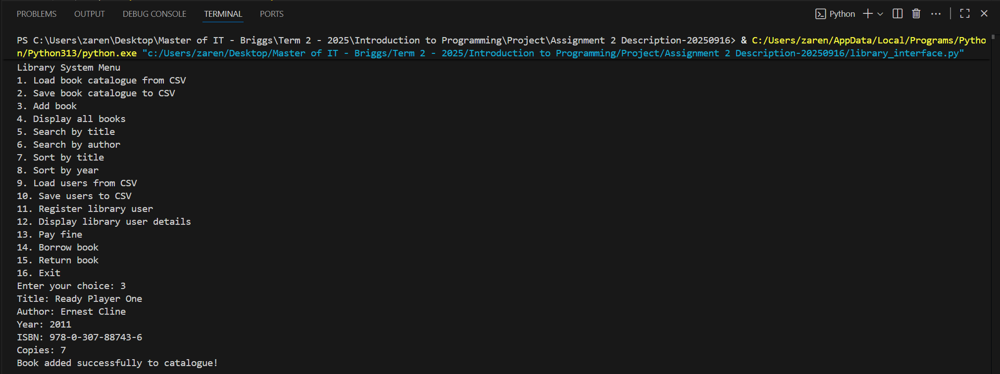 PROBLEMS OUTPUT DEBUG CONSOLE TERMINAL PORTS Python
PS C:\Users\zaren\Desktop\Master of IT - Briggs\Term 2 - 2025\Introduction to Programming\Project\Assignment 2 Description-20250916> & C:/Users/zaren/AppData/Local/Programs/Pytho
n/Python313/python.exe "c:/Users/zaren/Desktop/Master of IT - Briggs/Term 2 - 2025/Introduction to Programming/Project/Assignment 2 Description-20250916/library_interface.py"
Library System Menu
1. Load book catalogue from CSV
2. Save book catalogue to CSV
3. Add book
4. Display all books
5. Search by title
6. Search by author
7. Sort by title
8. Sort by year
9. Load users from CSV
10. Save users to CSV
11. Register library user
12. Display library user details
13. Pay fine
14. Borrow book
15. Return book
16. Exit
Enter your choice: 3
Title: Ready Player One
Author: Ernest Cline
Year: 2011
ISBN: 978-0-307-88743-6
Copies: 7
Book added successfully to catalogue!